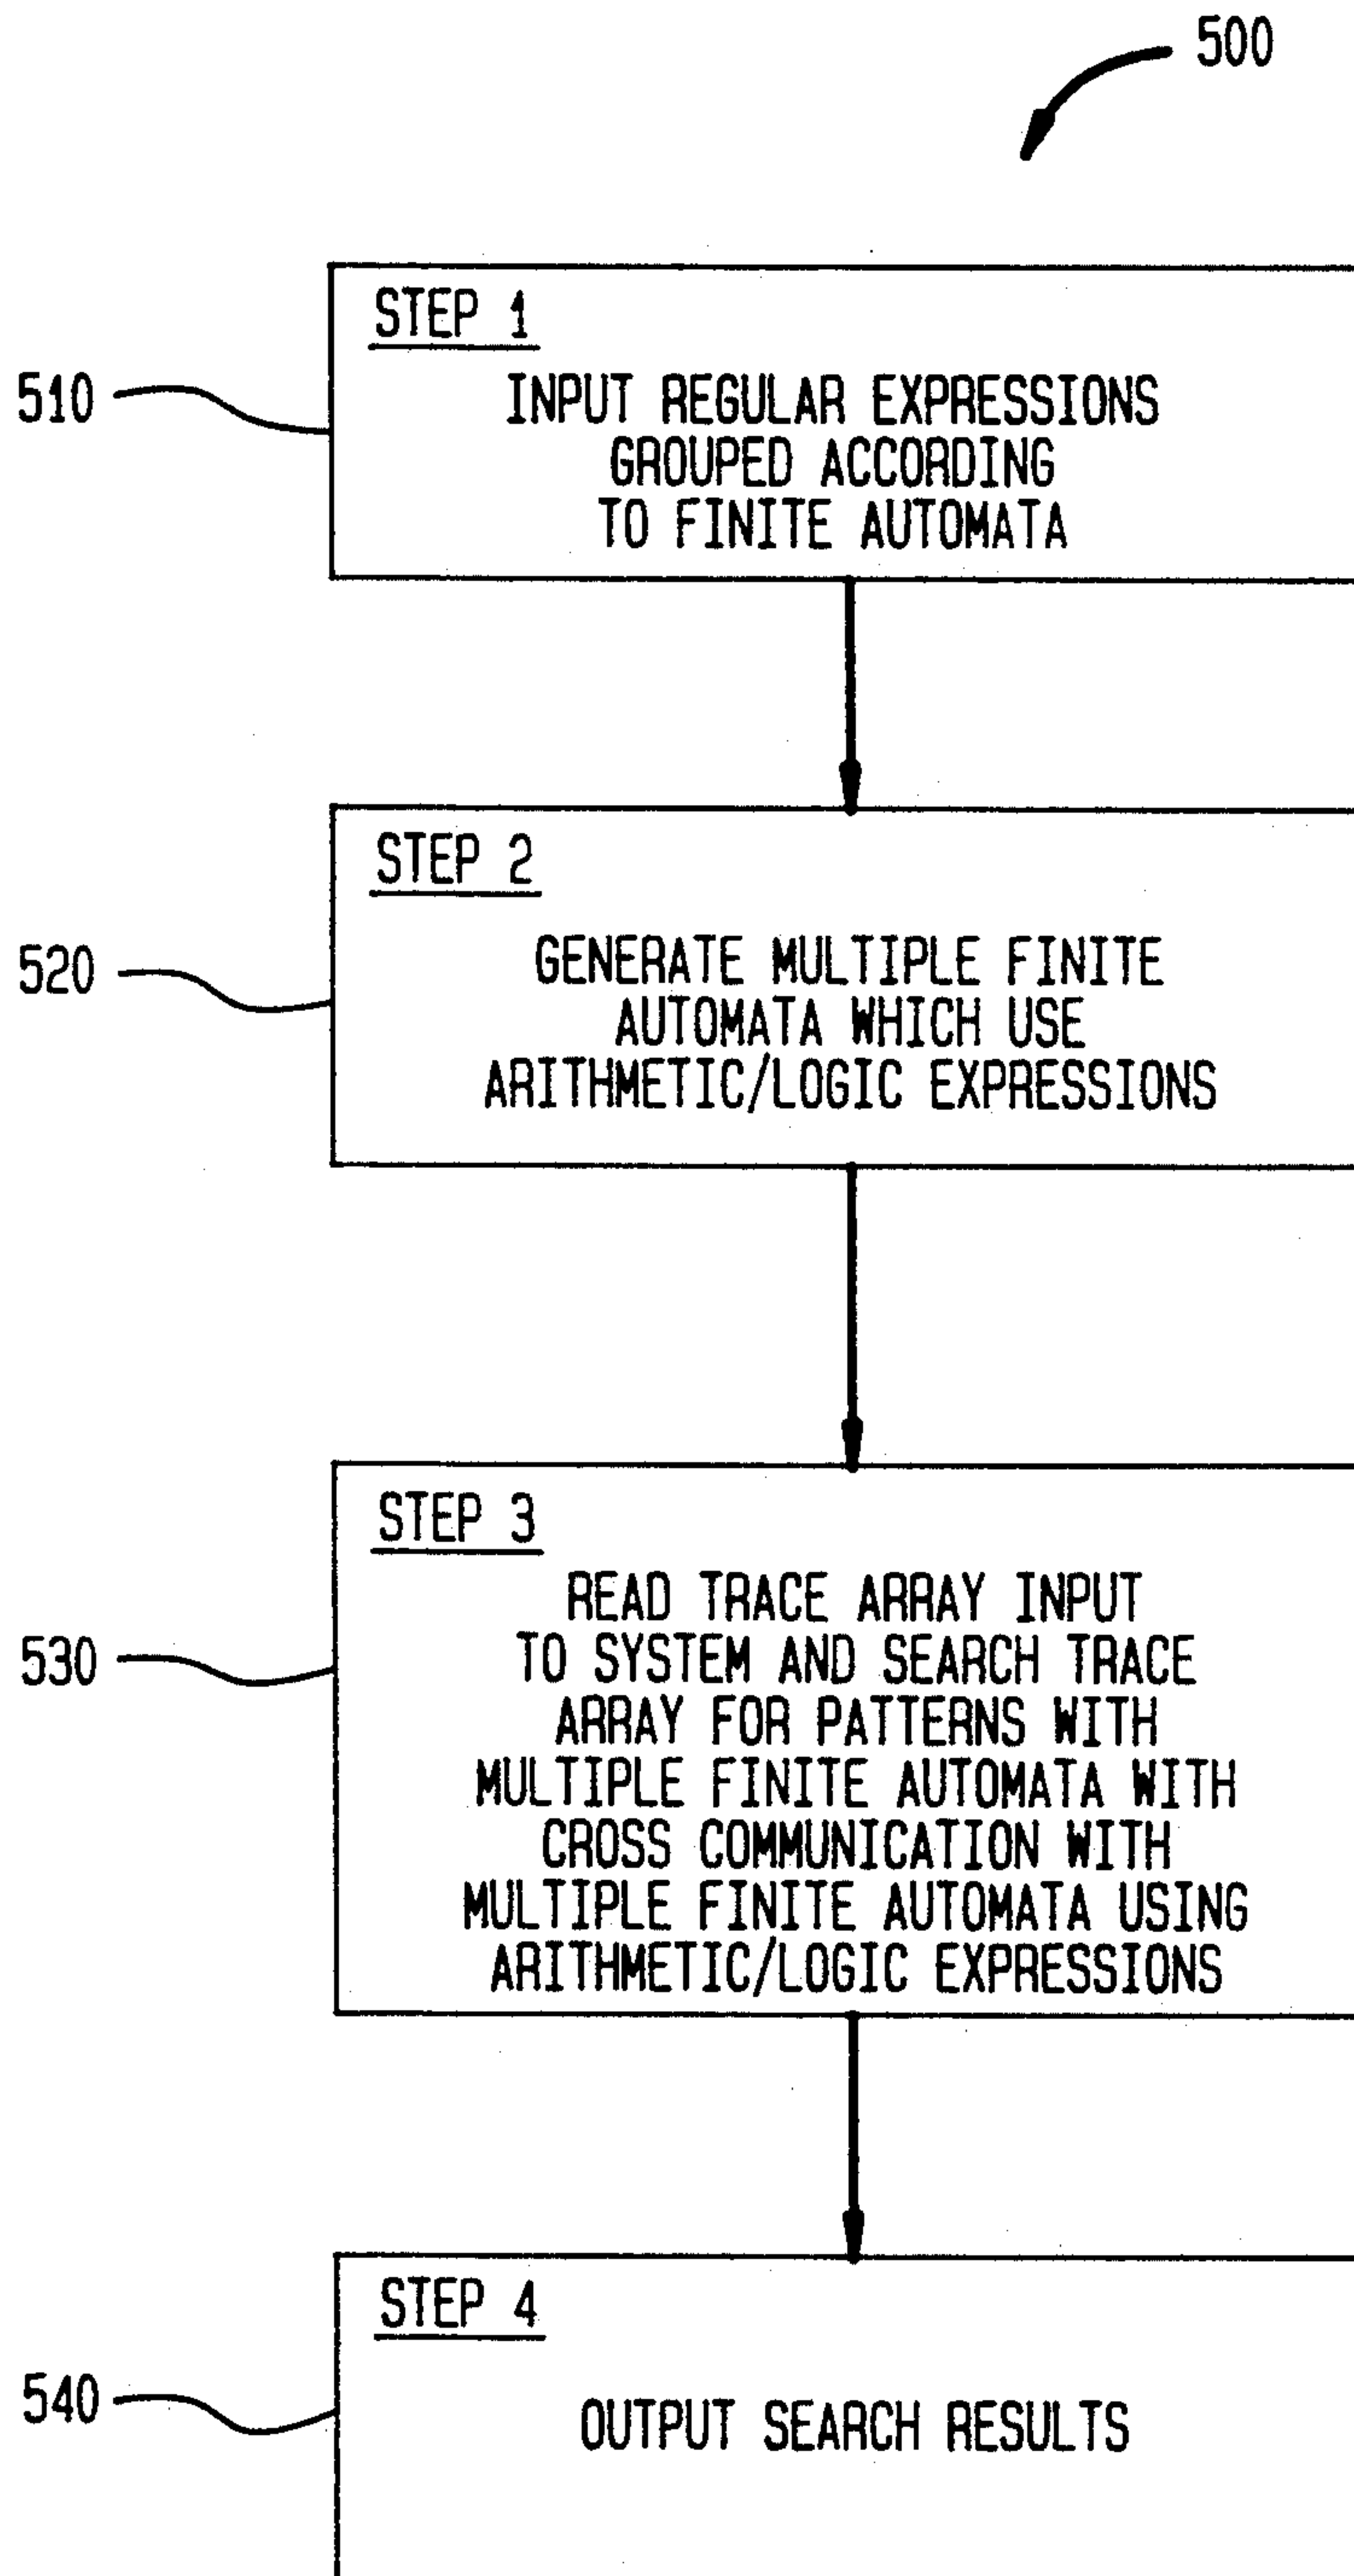 500
STEP 1
510
INPUT REGULAR EXPRESSIONS
GROUPED ACCORDING
TO FINITE AUTOMATA
STEP 2
520
GENERATE MULTIPLE FINITE
AUTOMATA WHICH USE
ARITHMETIC/LOGIC EXPRESSIONS
STEP 3
530
READ TRACE ARRAY INPUT
TO SYSTEM AND SEARCH TRACE
ARRAY FOR PATTERNS WITH
MULTIPLE FINITE AUTOMATA WITH
CROSS COMMUNICATION WITH
MULTIPLE FINITE AUTOMATA USING
ARITHMETIC/LOGIC EXPRESSIONS
STEP 4
540
OUTPUT SEARCH RESULTS